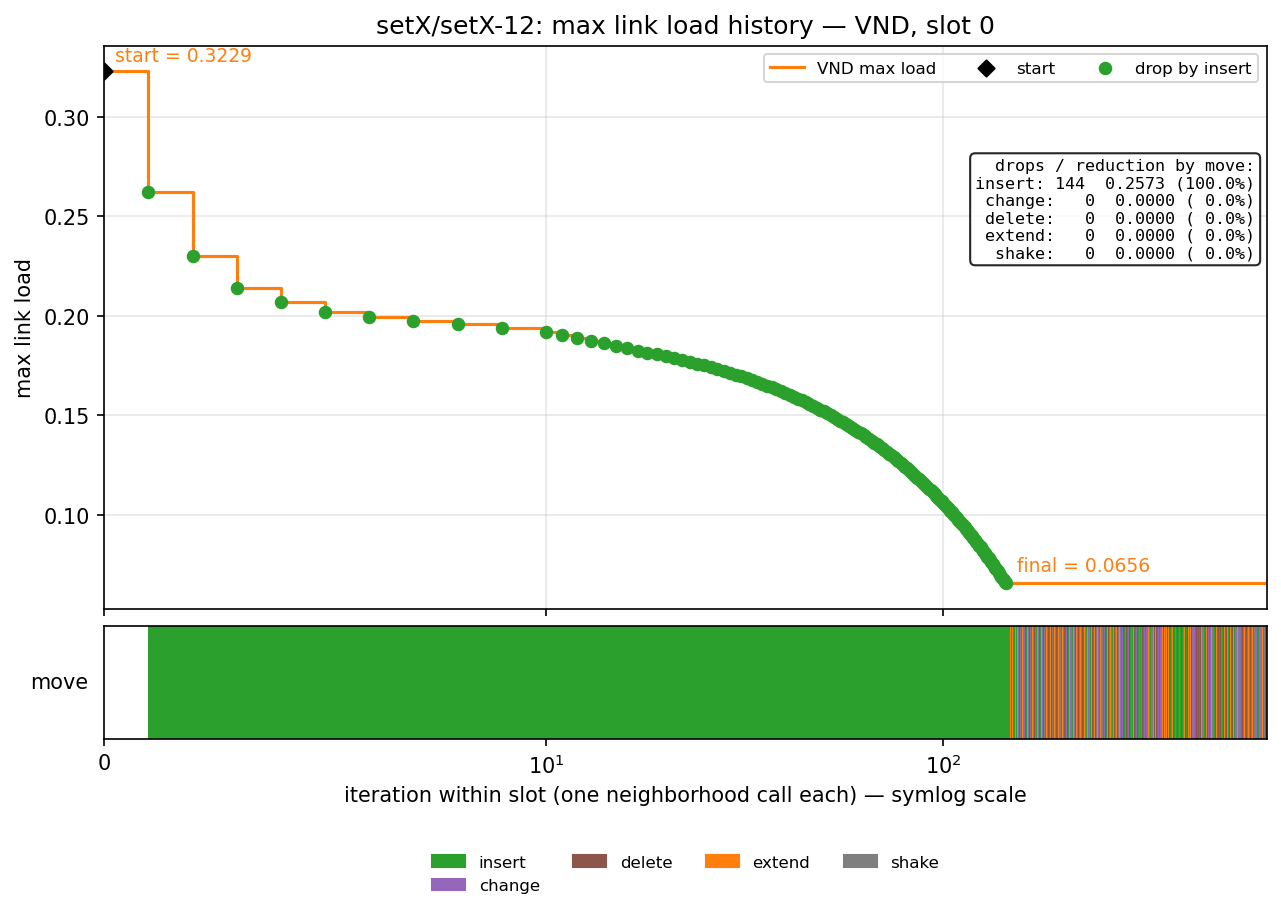 setX/setX-12: max link load history — VND, slot 0
start = 0.3229
VND max load
start
drop by insert
drops / reduction by move:
insert: 144  0.2573 (100.0%)
change:   0  0.0000 ( 0.0%)
delete:   0  0.0000 ( 0.0%)
extend:   0  0.0000 ( 0.0%)
shake:   0  0.0000 ( 0.0%)
max link load
0.30
0.25
0.20
0.15
0.10
final = 0.0656
move
0
10¹
10²
iteration within slot (one neighborhood call each) — symlog scale
insert
delete
extend
shake
change